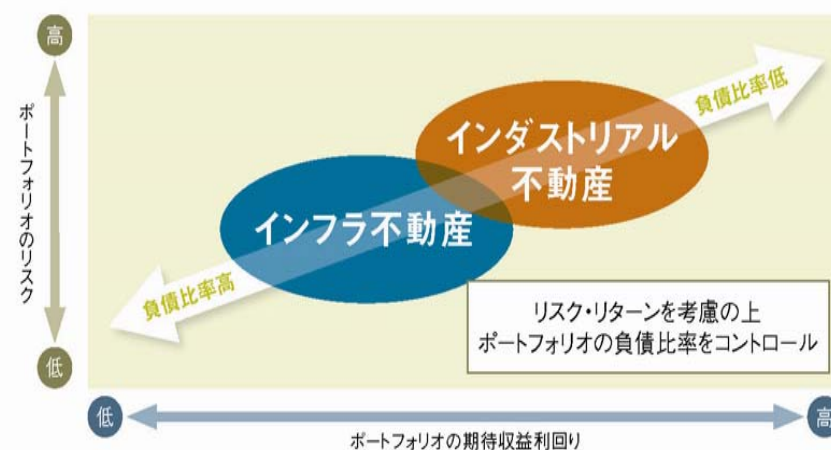 高
ポートフォリオのリスク
低
負債比率低
インダストリアル
不動産
インフラ不動産
負債比率高
リスク・リターンを考慮の上
ポートフォリオの負債比率をコントロール
低
高
ポートフォリオの期待収益利回り